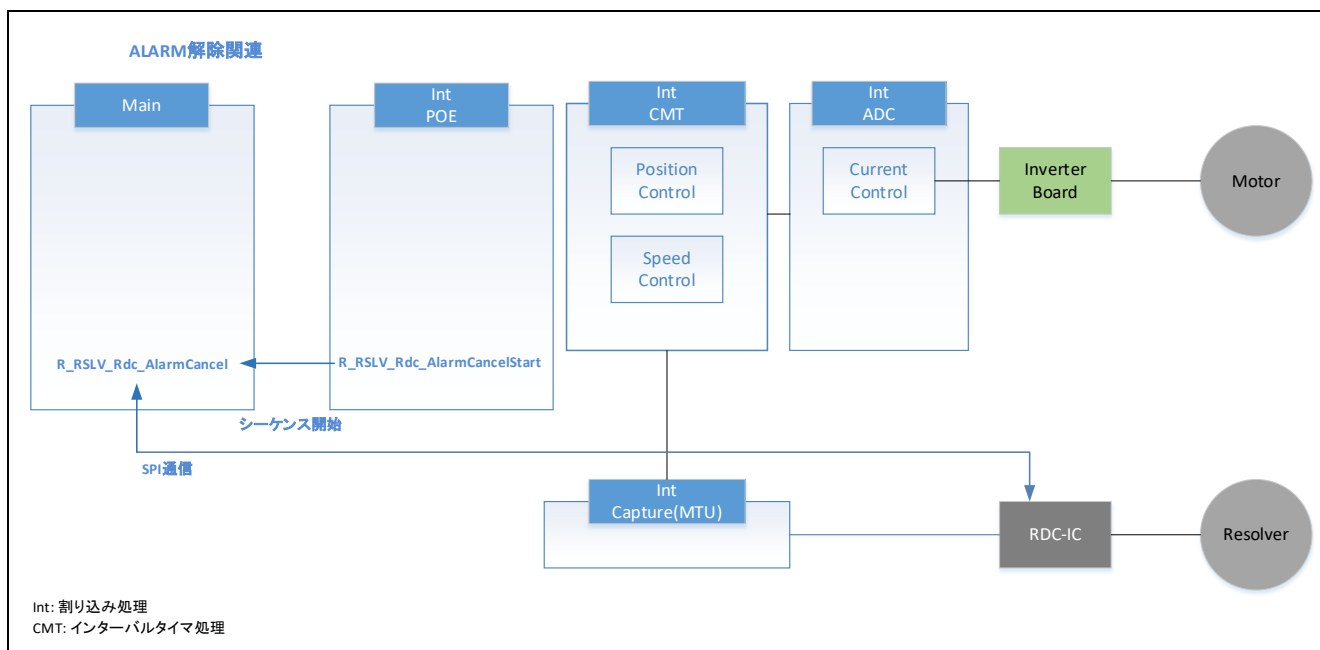 ALARM解除関連
Main
Int
POE
Int
CMT
Int
ADC
Position
Control
Current
Control
Inverter
Board
Motor
Speed
Control
R_RSLV_Rdc_AlarmCancel
R_RSLV_Rdc_AlarmCancelStart
シーケンス開始
SPI通信
Int
Capture(MTU)
RDC-IC
Resolver
Int: 割り込み処理
CMT: インターバルタイマ処理